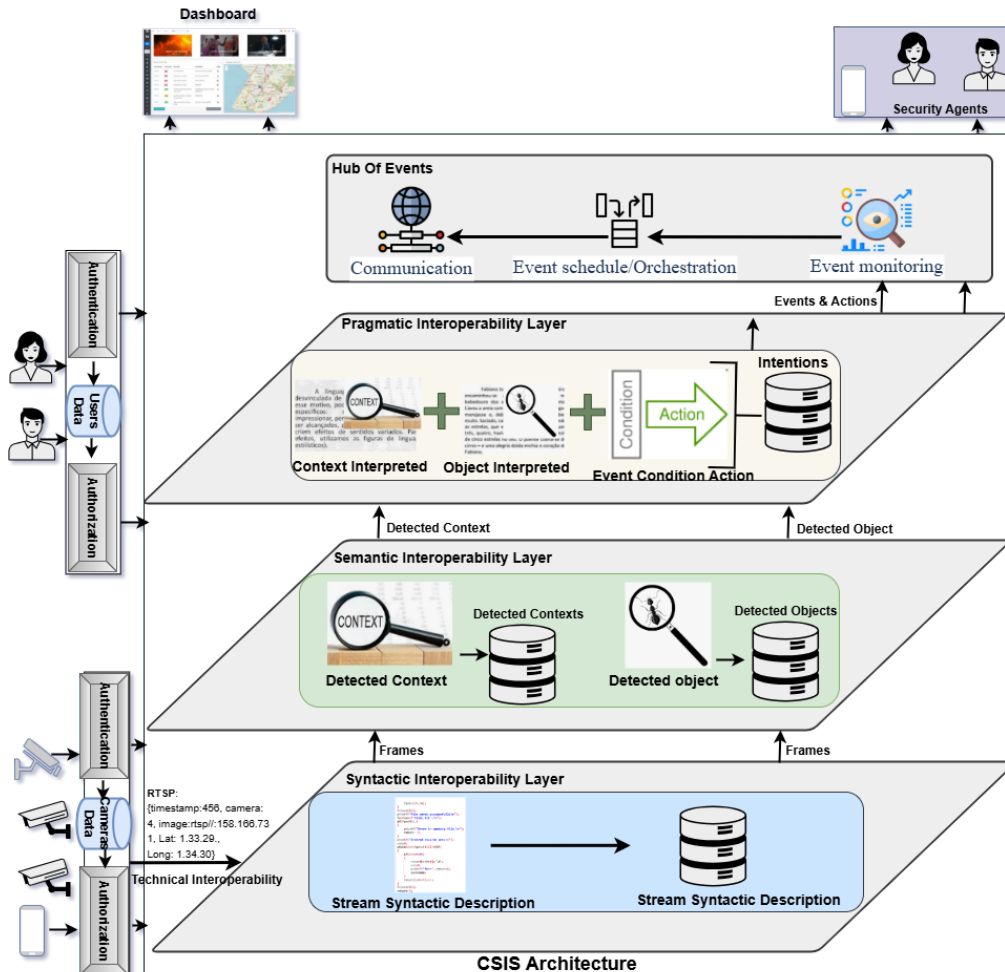 Dashboard
Security Agents
Hub Of Events
Communication
Event schedule/Orchestration
Event monitoring
Events & Actions
Authentication
Users
Data
Authorization
Pragmatic Interoperability Layer
Intentions
CONTEXT
Condition
Action
Context Interpreted
Object Interpreted
Event Condition Action
Detected Context
Detected Object
Semantic Interoperability Layer
CONTEXT
Detected Contexts
Detected Objects
Detected Context
Detected object
Frames
Frames
Authentication
Cameras
Data
Authorization
RTSP:
{timestamp:456, camera:
4, image:rtsp//:158.166.73
1, Lat: 1.33.29.,
Long: 1.34.30}
Technical Interoperability
Syntactic Interoperability Layer
Stream Syntactic Description
Stream Syntactic Description
CSIS Architecture